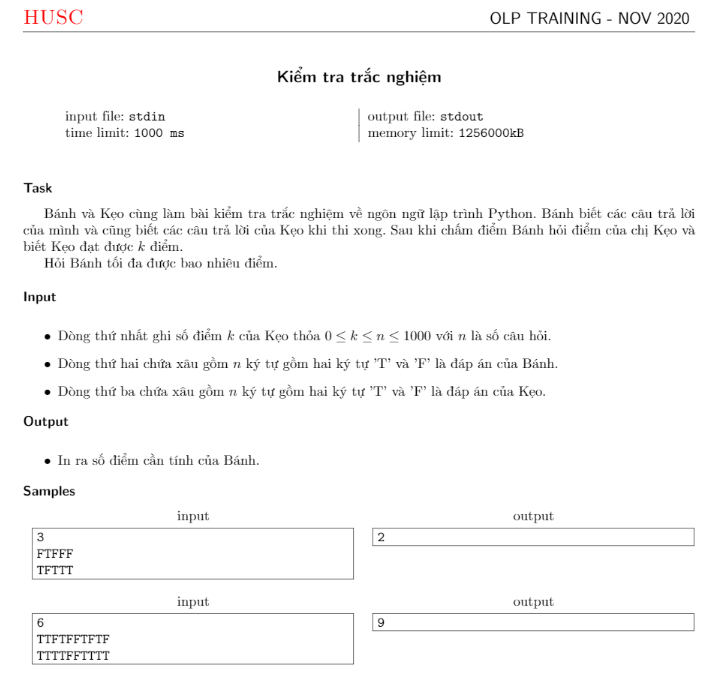 HUSC OLP TRAINING - NOV 2020
Kiểm tra trắc nghiệm
input file: stdin output file: stdout
time limit: 1000 ms memory limit: 1256000kB
Task
Bánh và Kẹo cùng làm bài kiểm tra trắc nghiệm về ngôn ngữ lập trình Python. Bánh biết các câu trả lời
của mình và cũng biết các câu trả lời của Kẹo khi thi xong. Sau khi chấm điểm Bánh hỏi điểm của chị Kẹo và
biết Kẹo đạt được k điểm.
Hỏi Bánh tối đa được bao nhiêu điểm.
Input
• Dòng thứ nhất ghi số điểm k của Kẹo thỏa 0 ≤ k ≤ n ≤ 1000 với n là số câu hỏi.
• Dòng thứ hai chứa xâu gồm n ký tự gồm hai ký tự 'T' và 'F' là đáp án của Bánh.
• Dòng thứ ba chứa xâu gồm n ký tự gồm hai ký tự 'T' và 'F' là đáp án của Kẹo.
Output
• In ra số điểm cần tính của Bánh.
Samples
input output
3 2
FTFFF
TFTTT
input output
6 9
TTFTFFTFTF
TTTTFFTTTT